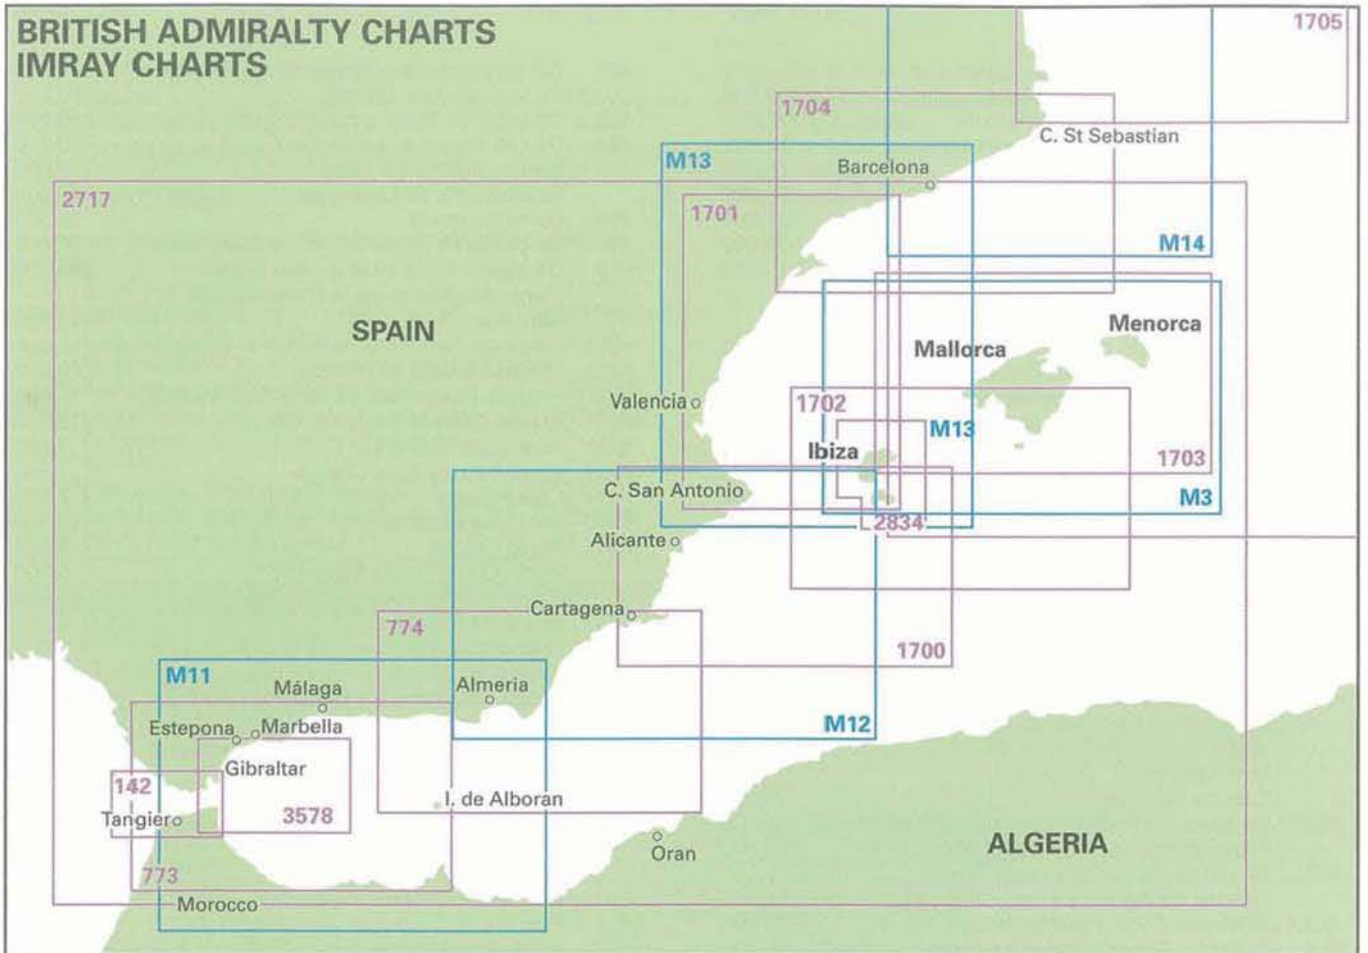 BRITISH ADMIRALTY CHARTS
IMRAY CHARTS
1705
1704
C. St Sebastian
M13
Barcelona
2717
1701
M14
SPAIN
Menorca
Mallorca
Valencia
1702
M13
Ibiza
1703
C. San Antonio
M3
2834
Alicante
Cartagena
774
1700
M11
Málaga
Almeria
Estepona
Marbella
M12
Gibraltar
142
I. de Alboran
Tangier
3578
ALGERIA
Oran
773
Morocco